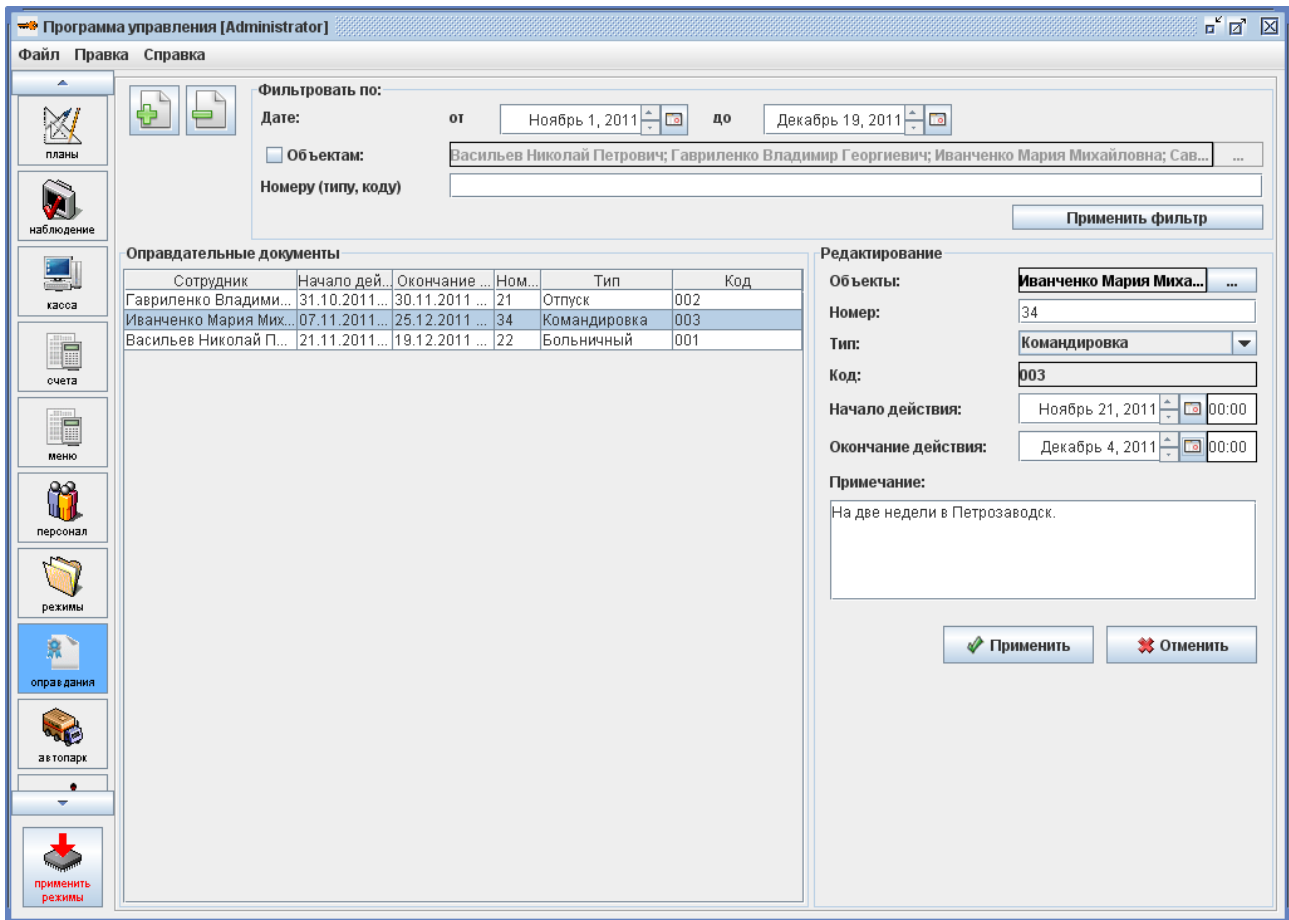 Программа управления [Administrator]
Файл Правка Справка
планы
наблюдение
касса
счета
меню
персонал
режимы
оправдания
автопарк
применить
режимы
Фильтровать по:
Дате: от Ноябрь 1, 2011 до Декабрь 19, 2011
Объектам: Васильев Николай Петрович; Гавриленко Владимир Георгиевич; Иванченко Мария Михайловна; Сав... ...
Номеру (типу, коду)
Применить фильтр
Оправдательные документы
Сотрудник Начало дей... Окончание ... Ном... Тип Код
Гавриленко Владими... 31.10.2011... 30.11.2011 ... 21 Отпуск 002
Иванченко Мария Мих... 07.11.2011... 25.12.2011 ... 34 Командировка 003
Васильев Николай П... 21.11.2011... 19.12.2011 ... 22 Больничный 001
Редактирование
Объекты: Иванченко Мария Миха... ...
Номер: 34
Тип: Командировка
Код: 003
Начало действия: Ноябрь 21, 2011 00:00
Окончание действия: Декабрь 4, 2011 00:00
Примечание:
На две недели в Петрозаводск.
Применить Отменить